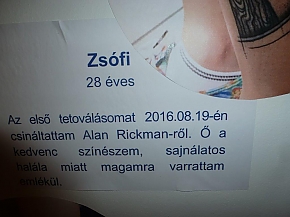 Zsófi
28 éves
Az első tetoválásomat 2016.08.19-én
csináltattam Alan Rickman-ről. Ő a
kedvenc színészem, sajnálatos
halála miatt magamra varrattam
emlékül.